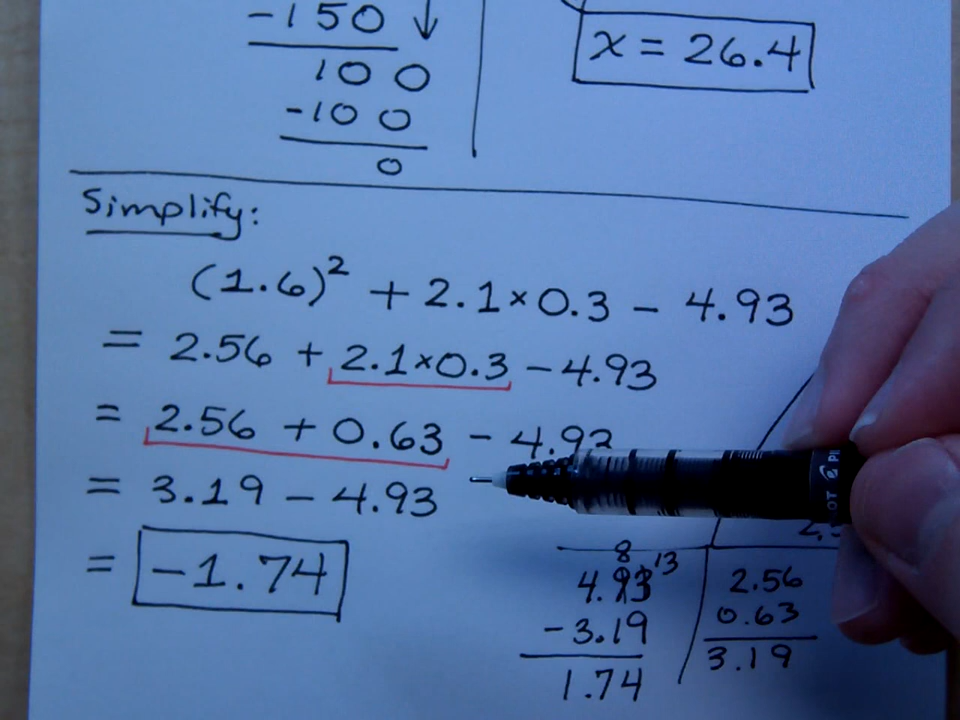 -150
100
-100
0
x = 26.4
Simplify:
(1.6)² + 2.1×0.3 - 4.93
= 2.56 + 2.1×0.3 - 4.93
= 2.56 + 0.63 - 4.93
= 3.19 - 4.93
= -1.74
8 13
4.93
-3.19
1.74
2.56
0.63
3.19